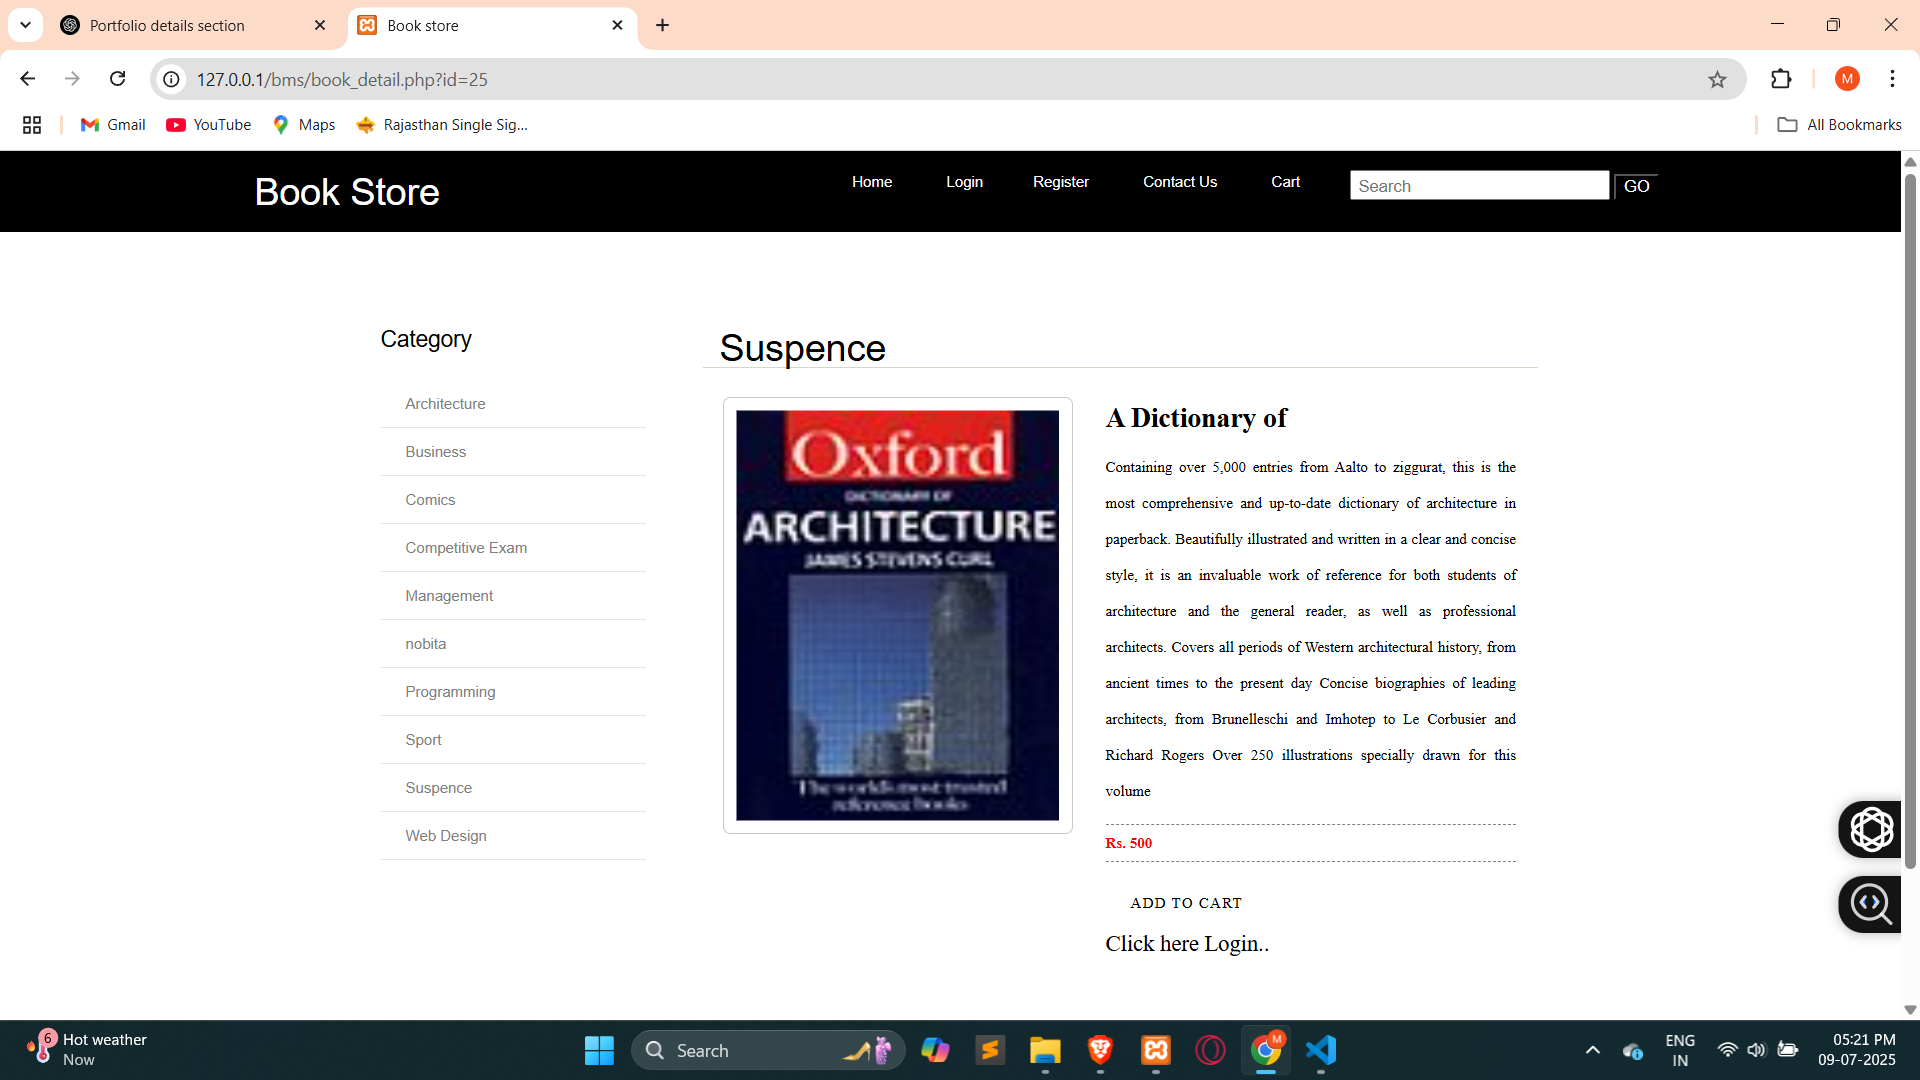 Portfolio details section
Book store
127.0.0.1/bms/book_detail.php?id=25
M
Gmail
YouTube
Maps
Rajasthan Single Sig...
All Bookmarks
Book Store
Home
Login
Register
Contact Us
Cart
Search
GO
Category
Architecture
Business
Comics
Competitive Exam
Management
nobita
Programming
Sport
Suspence
Web Design
Suspence
Oxford
DICTIONARY OF
ARCHITECTURE
JAMES STEVENS CURL
The world's most trusted
reference books
A Dictionary of
Containing over 5,000 entries from Aalto to ziggurat, this is the
most comprehensive and up-to-date dictionary of architecture in
paperback. Beautifully illustrated and written in a clear and concise
style, it is an invaluable work of reference for both students of
architecture and the general reader, as well as professional
architects. Covers all periods of Western architectural history, from
ancient times to the present day Concise biographies of leading
architects, from Brunelleschi and Imhotep to Le Corbusier and
Richard Rogers Over 250 illustrations specially drawn for this
volume
Rs. 500
ADD TO CART
Click here Login..
6
Hot weather
Now
Search
M
ENG
IN
05:21 PM
09-07-2025